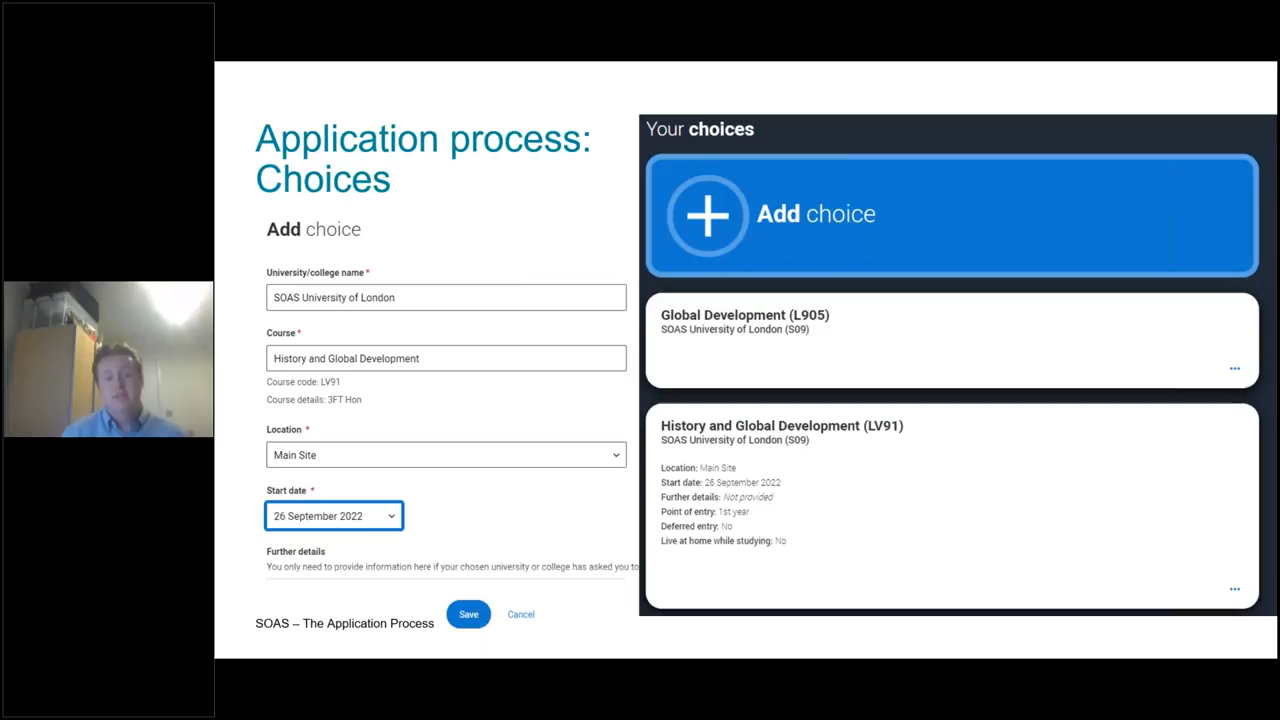 Application process:
Choices
Add choice
University/college name *
SOAS University of London
Course *
History and Global Development
Course code: LV91
Course details: 3FT Hon
Location *
Main Site
Start date *
26 September 2022
Further details
You only need to provide information here if your chosen university or college has asked you to
Save
Cancel
SOAS – The Application Process
Your choices
Add choice
Global Development (L905)
SOAS University of London (S09)
History and Global Development (LV91)
SOAS University of London (S09)
Location: Main Site
Start date: 26 September 2022
Further details: Not provided
Point of entry: 1st year
Deferred entry: No
Live at home while studying: No